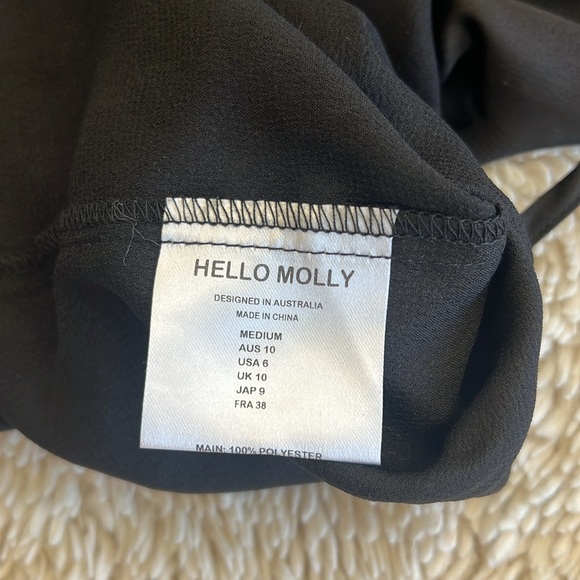 HELLO MOLLY
DESIGNED IN AUSTRALIA
MADE IN CHINA
MEDIUM
AUS 10
USA 6
UK 10
JAP 9
FRA 38
MAIN: 100% POLYESTER